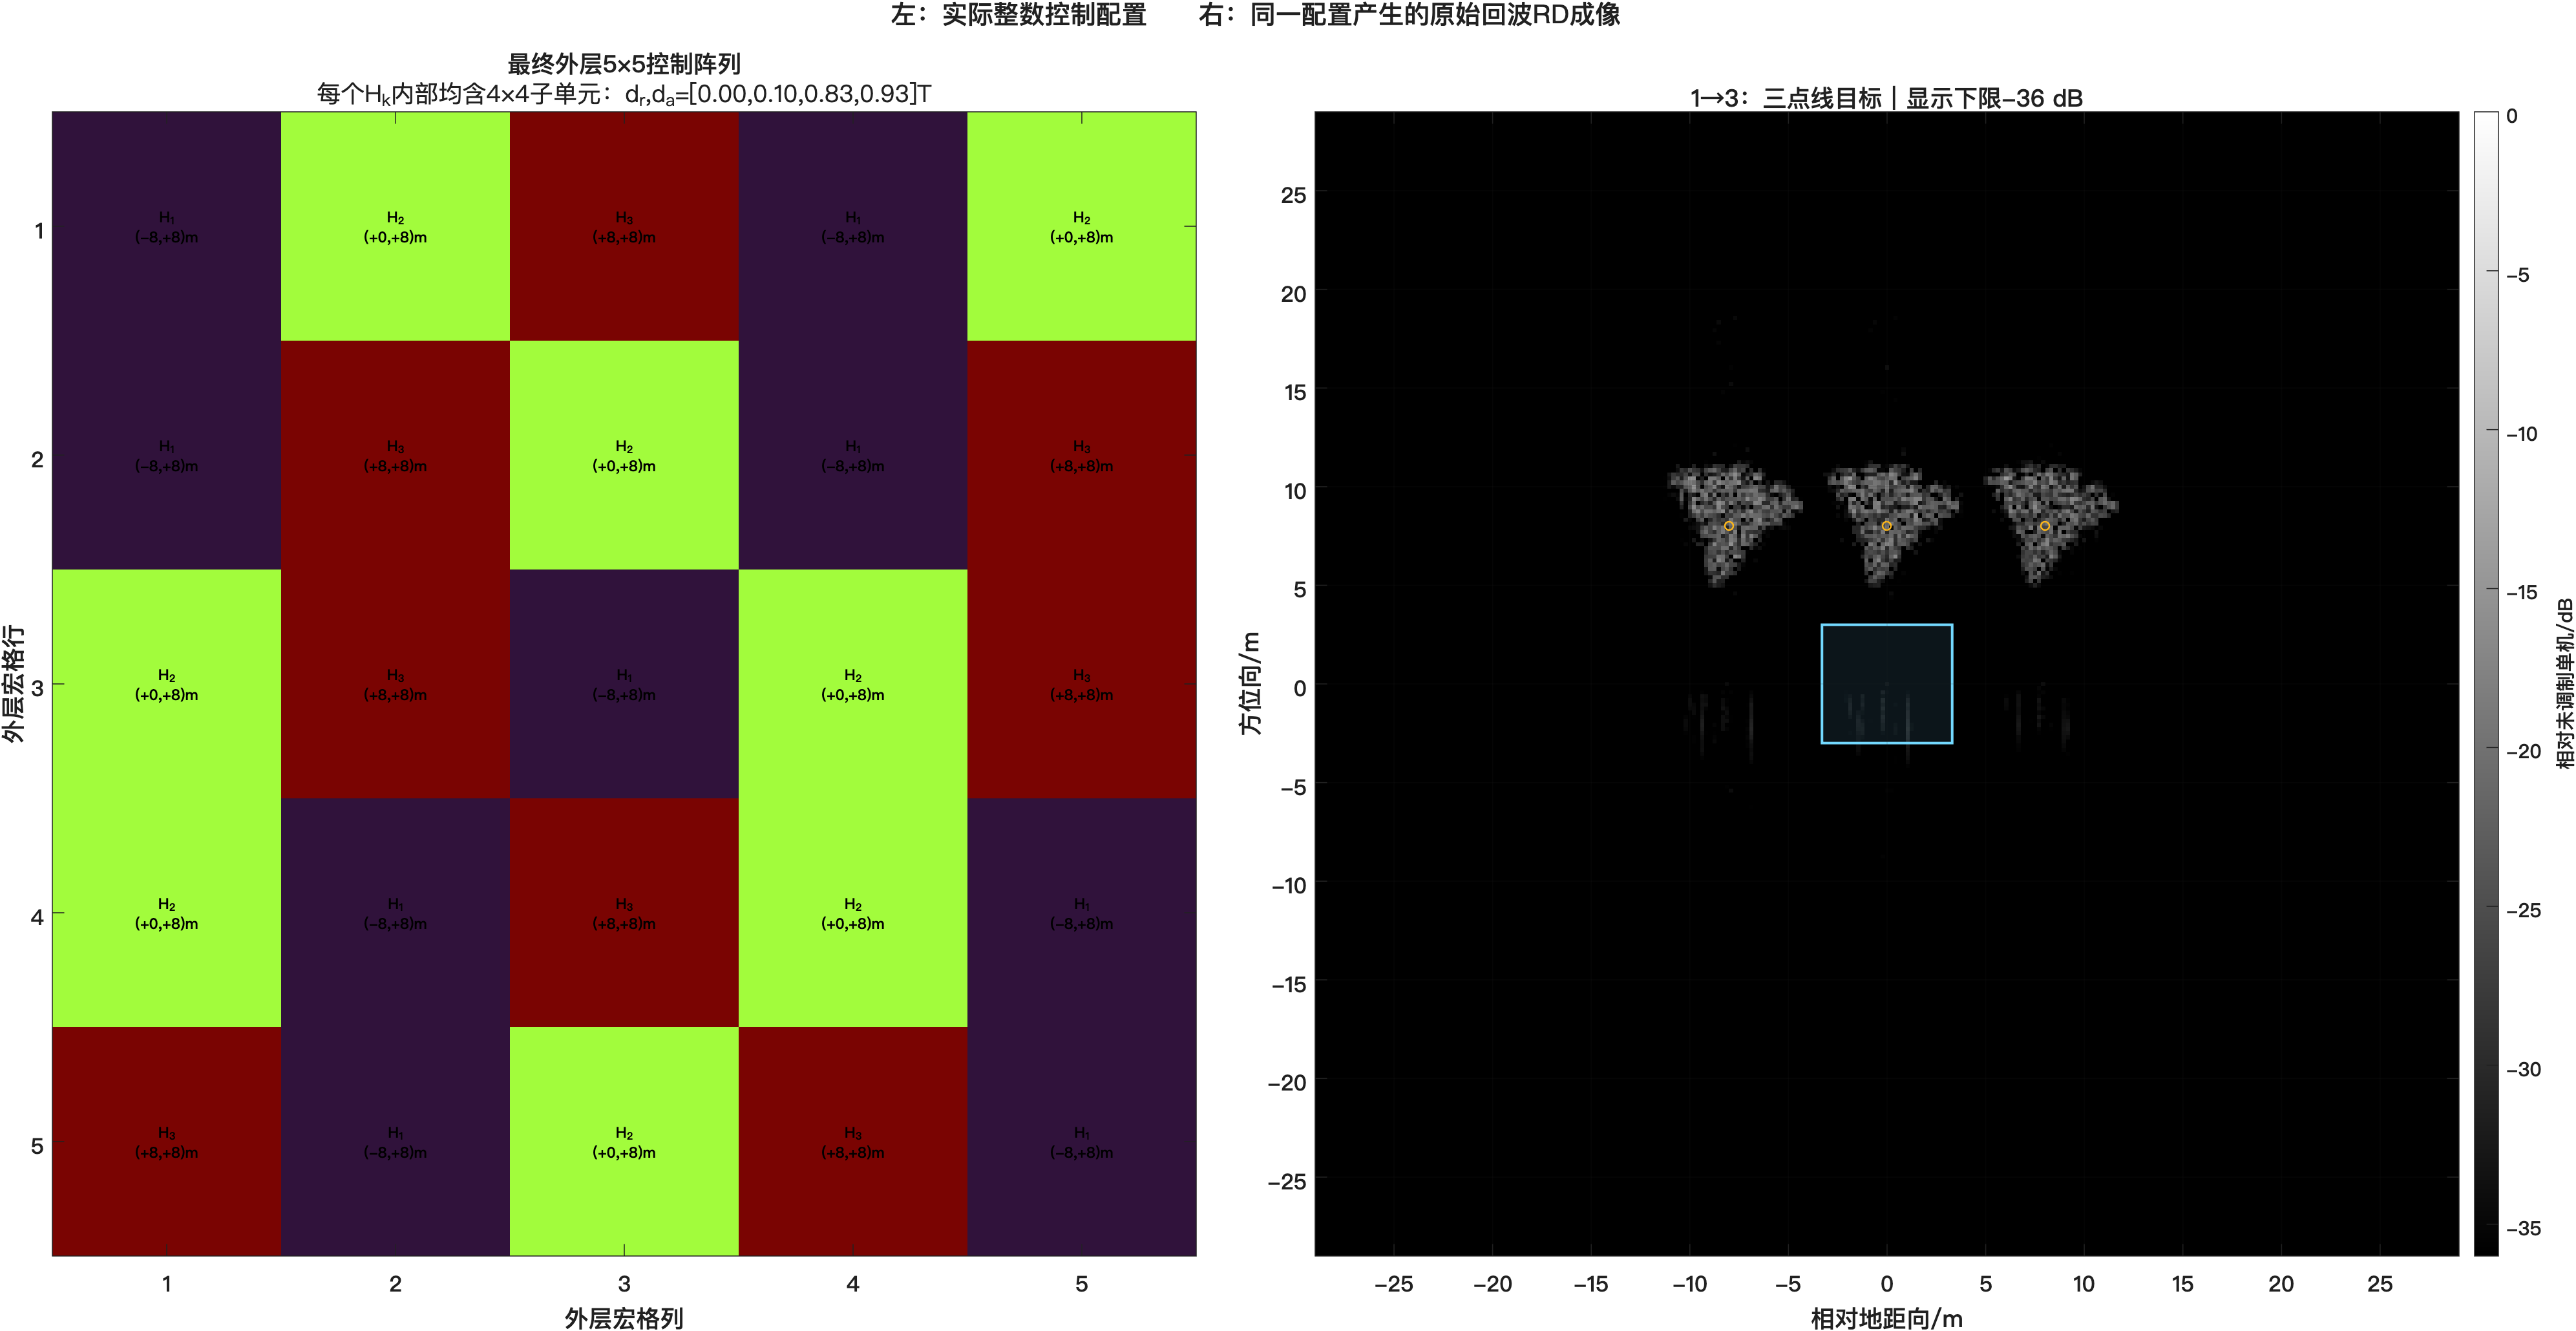 左：实际整数控制配置　　右：同一配置产生的原始回波RD成像
最终外层5×5控制阵列
每个Hₖ内部均含4×4子单元：dᵣ,dₐ=[0.00,0.10,0.83,0.93]T
外层宏格行
1
H₁ H₂ H₃ H₁ H₂
(−8,+8)m (+0,+8)m (+8,+8)m (−8,+8)m (+0,+8)m
2
H₁ H₃ H₂ H₁ H₃
(−8,+8)m (+8,+8)m (+0,+8)m (−8,+8)m (+8,+8)m
3
H₂ H₃ H₁ H₂ H₃
(+0,+8)m (+8,+8)m (−8,+8)m (+0,+8)m (+8,+8)m
4
H₂ H₁ H₃ H₂ H₁
(+0,+8)m (−8,+8)m (+8,+8)m (+0,+8)m (−8,+8)m
5
H₃ H₁ H₂ H₃ H₁
(+8,+8)m (−8,+8)m (+0,+8)m (+8,+8)m (−8,+8)m
1 2 3 4 5
外层宏格列
1→3：三点线目标 | 显示下限−36 dB
方位向/m
25
20
15
10
5
0
−5
−10
−15
−20
−25
−25 −20 −15 −10 −5 0 5 10 15 20 25
相对地距向/m
0
−5
−10
−15
−20
−25
−30
−35
相对未调制单机/dB